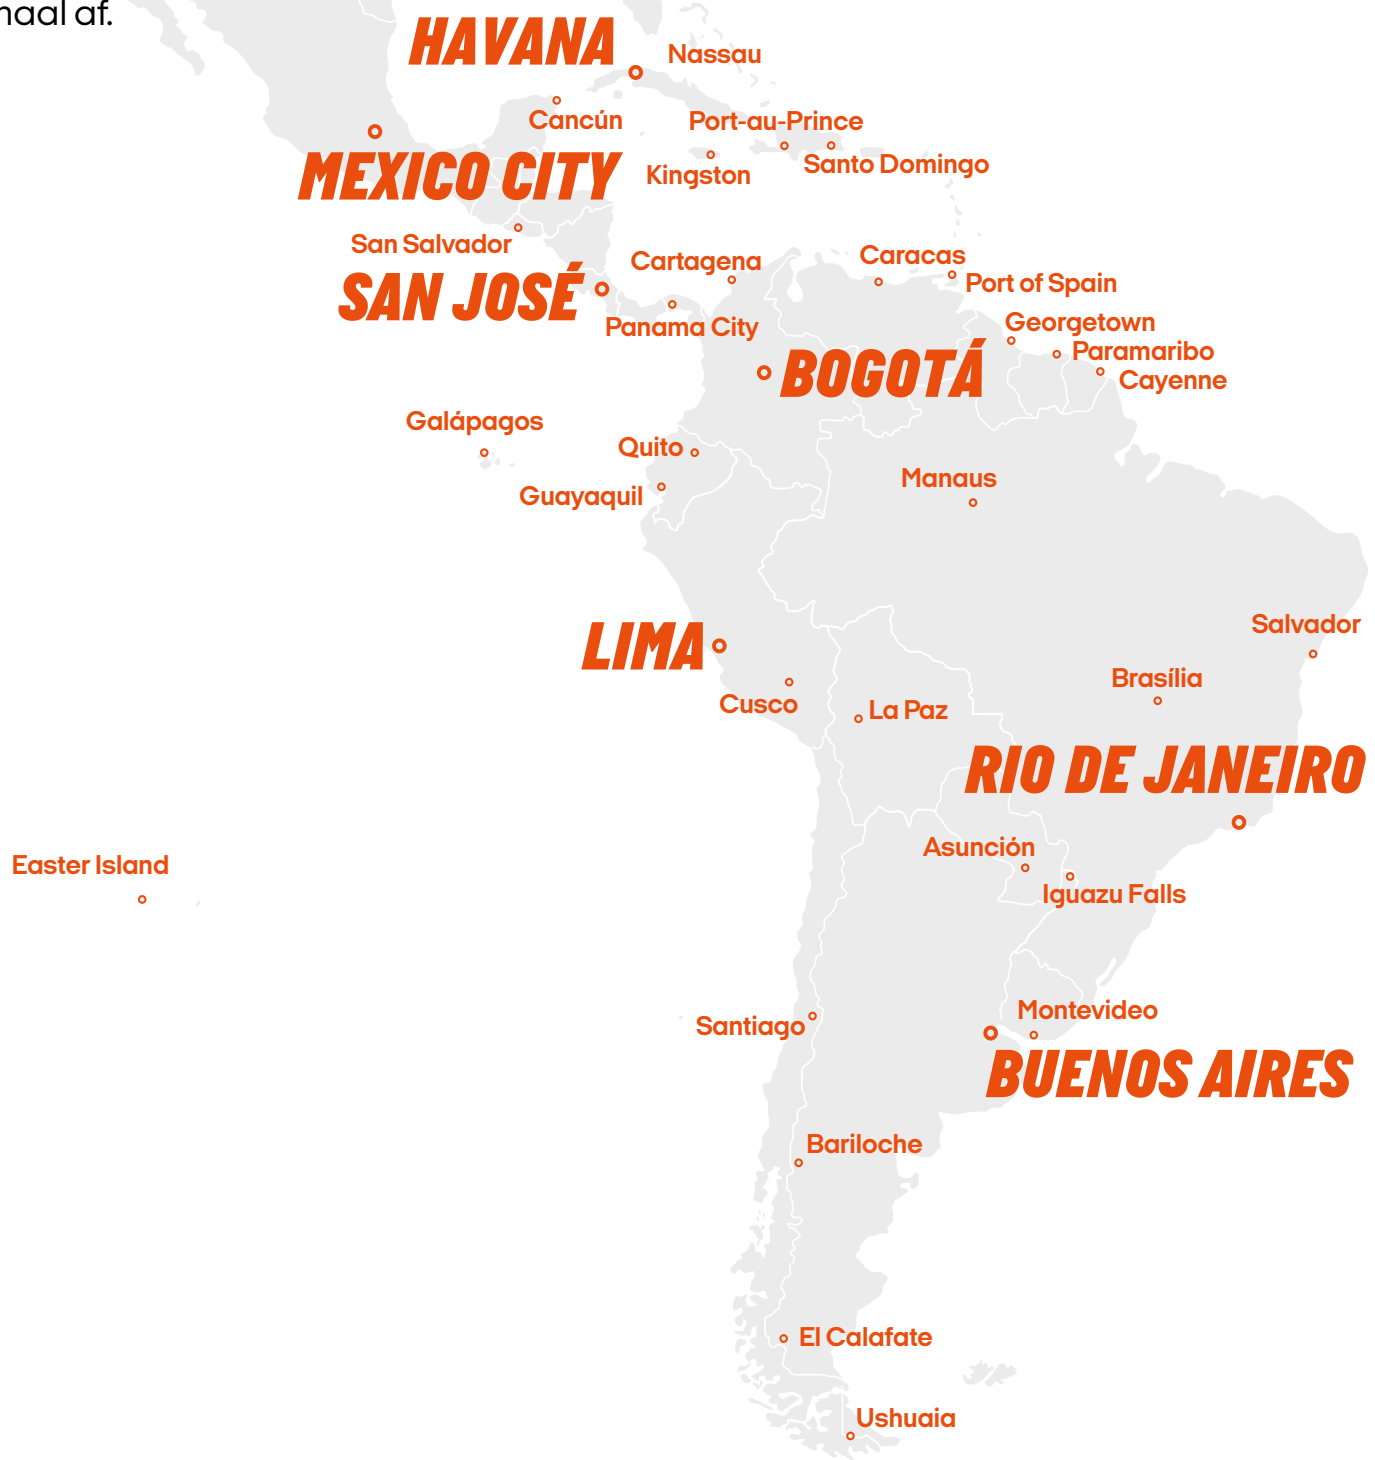 af.
HAVANA
Nassau
Cancún
Port-au-Prince
MEXICO CITY
Kingston
Santo Domingo
San Salvador
Cartagena
Caracas
SAN JOSÉ
Port of Spain
Panama City
Georgetown
BOGOTÁ
Paramaribo
Cayenne
Galápagos
Quito
Manaus
Guayaquil
LIMA
Salvador
Brasília
Cusco
La Paz
RIO DE JANEIRO
Asunción
Easter Island
Iguazu Falls
Montevideo
Santiago
BUENOS AIRES
Bariloche
El Calafate
Ushuaia